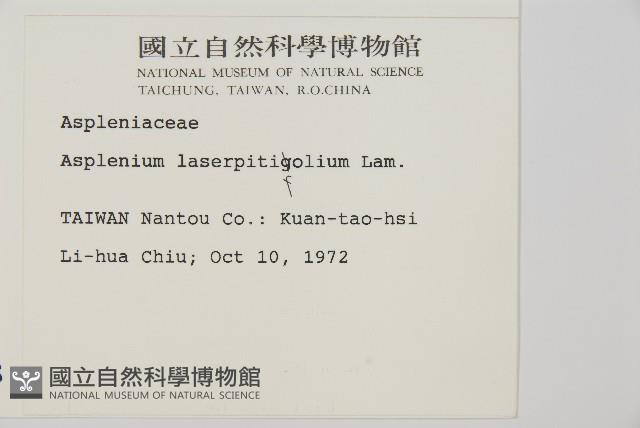 國立自然科學博物館
NATIONAL MUSEUM OF NATURAL SCIENCE
TAICHUNG, TAIWAN, R.O.CHINA
Aspleniaceae
Asplenium laserpitigolium Lam.
f
TAIWAN Nantou Co.: Kuan-tao-hsi
Li-hua Chiu; Oct 10, 1972
國立自然科學博物館
NATIONAL MUSEUM OF NATURAL SCIENCE